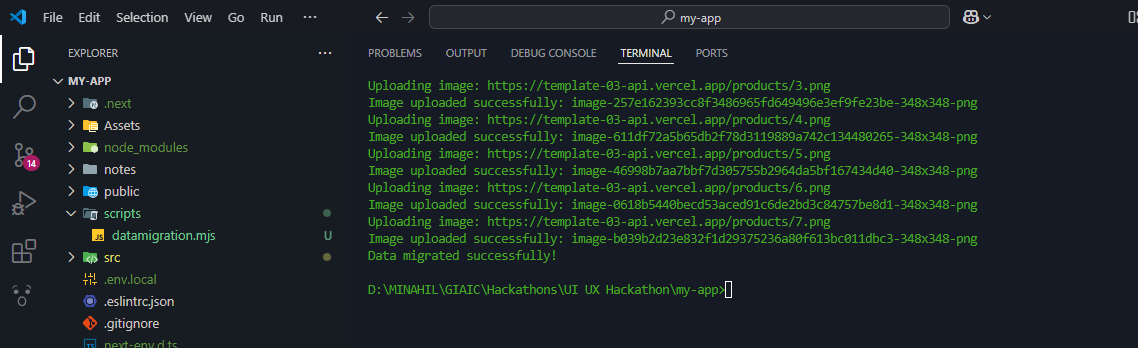 File Edit Selection View Go Run ··· my-app
EXPLORER ···
MY-APP
.next
Assets
node_modules
14
notes
public
scripts
JS datamigration.mjs U
src
.env.local
.eslintrc.json
.gitignore
TS next-env.d.ts
PROBLEMS OUTPUT DEBUG CONSOLE TERMINAL PORTS
Uploading image: https://template-03-api.vercel.app/products/3.png
Image uploaded successfully: image-257e162393cc8f3486965fd649496e3ef9fe23be-348x348-png
Uploading image: https://template-03-api.vercel.app/products/4.png
Image uploaded successfully: image-611df72a5b65db2f78d3119889a742c134480265-348x348-png
Uploading image: https://template-03-api.vercel.app/products/5.png
Image uploaded successfully: image-46998b7aa7bbf7d305755b2964da5bf167434d40-348x348-png
Uploading image: https://template-03-api.vercel.app/products/6.png
Image uploaded successfully: image-0618b5440becd53aced91c6de2bd3c84757be8d1-348x348-png
Uploading image: https://template-03-api.vercel.app/products/7.png
Image uploaded successfully: image-b039b2d23e832f1d29375236a80f613bc011dbc3-348x348-png
Data migrated successfully!
D:\MINAHIL\GIAIC\Hackathons\UI UX Hackathon\my-app>